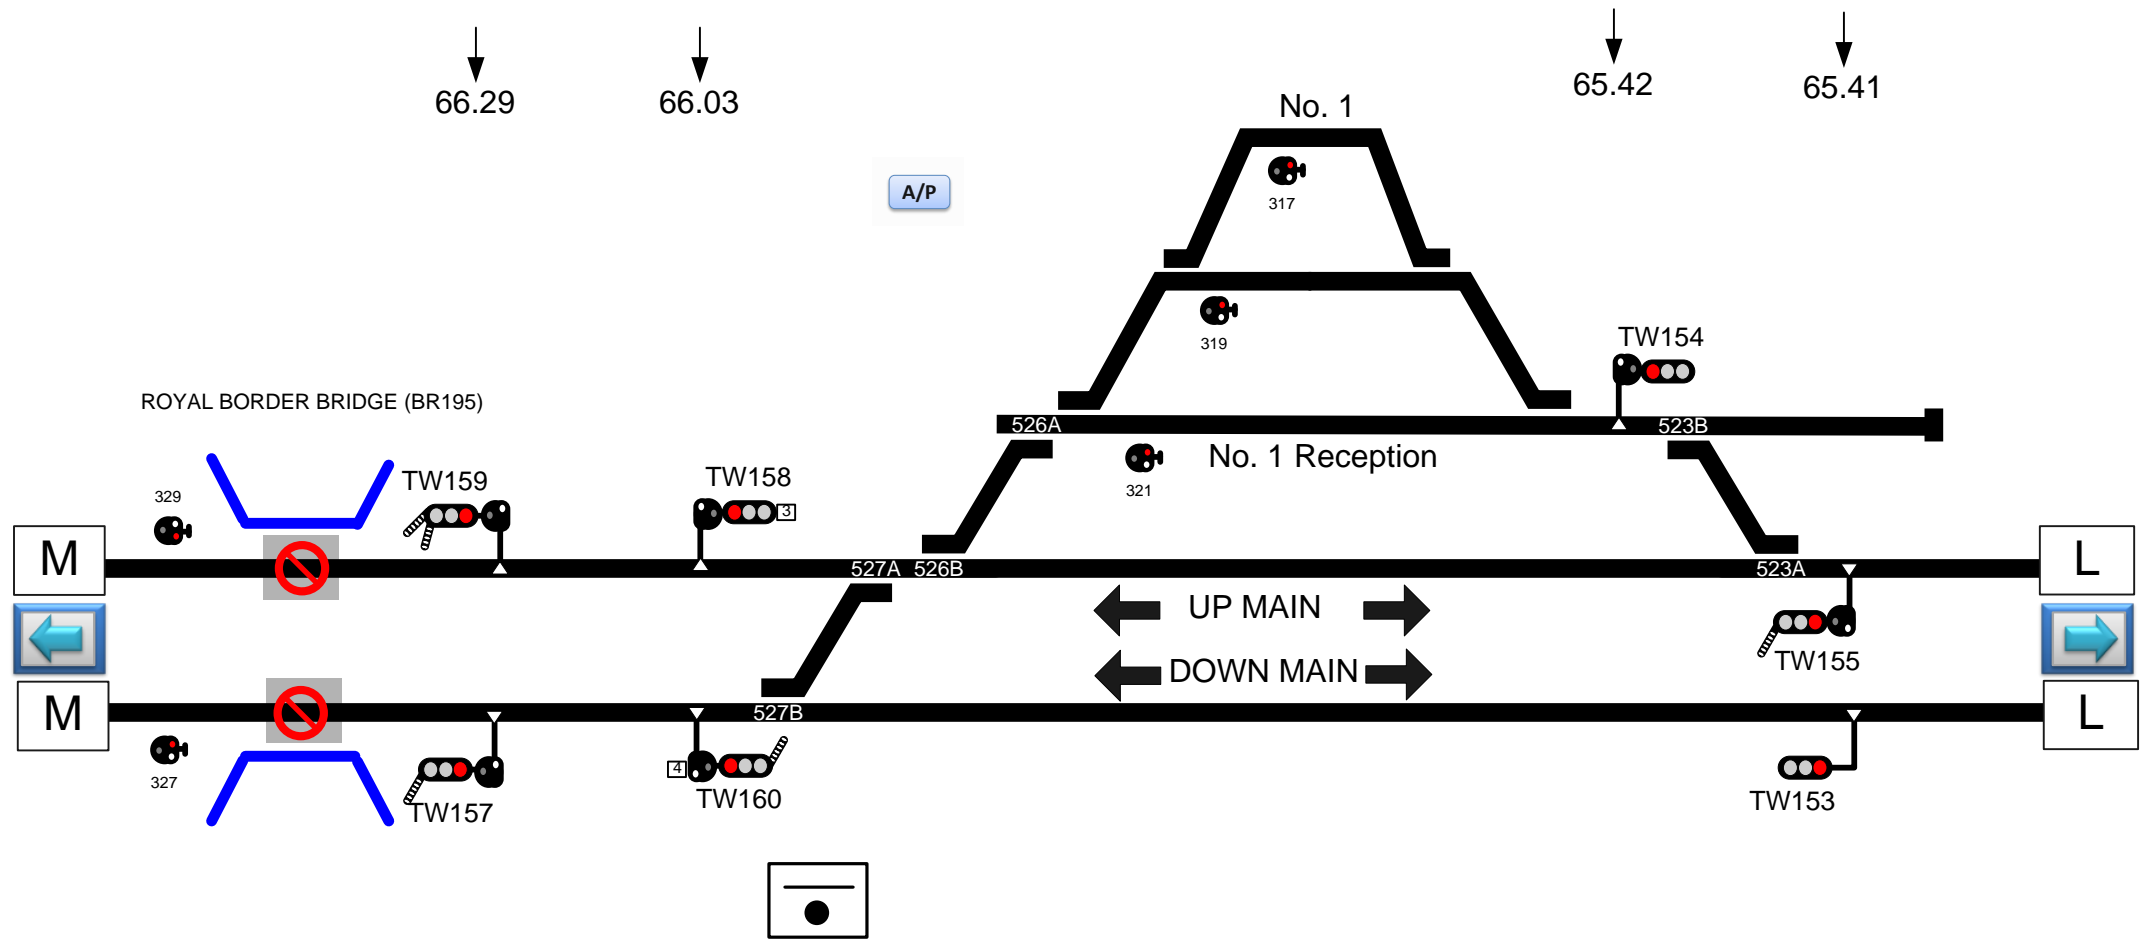 66.29
66.03
65.42
65.41
No. 1
A/P
317
319
TW154
ROYAL BORDER BRIDGE (BR195)
526A
523B
No. 1 Reception
321
TW159
TW158
3
329
M
527A
526B
523A
L
UP MAIN
TW155
DOWN MAIN
M
527B
L
327
TW157
4
TW160
TW153